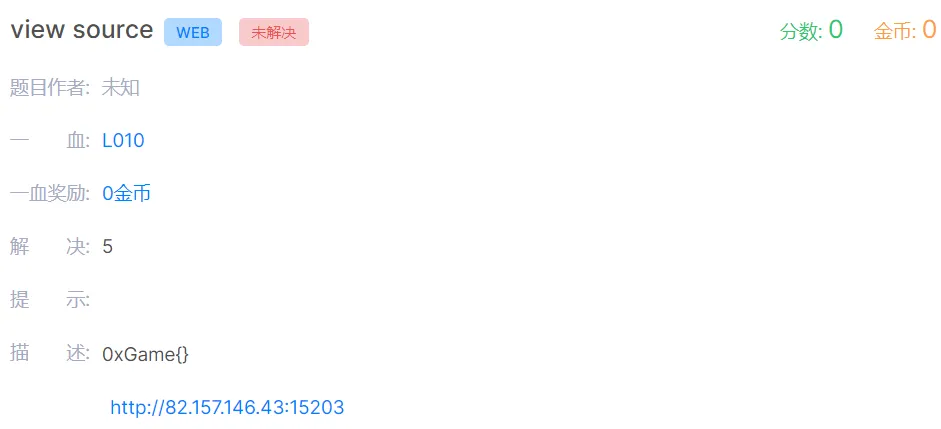 view source WEB 未解决 分数: 0 金币: 0
题目作者: 未知
一 血: L010
一血奖励: 0金币
解 决: 5
提 示:
描 述: 0xGame{}
http://82.157.146.43:15203